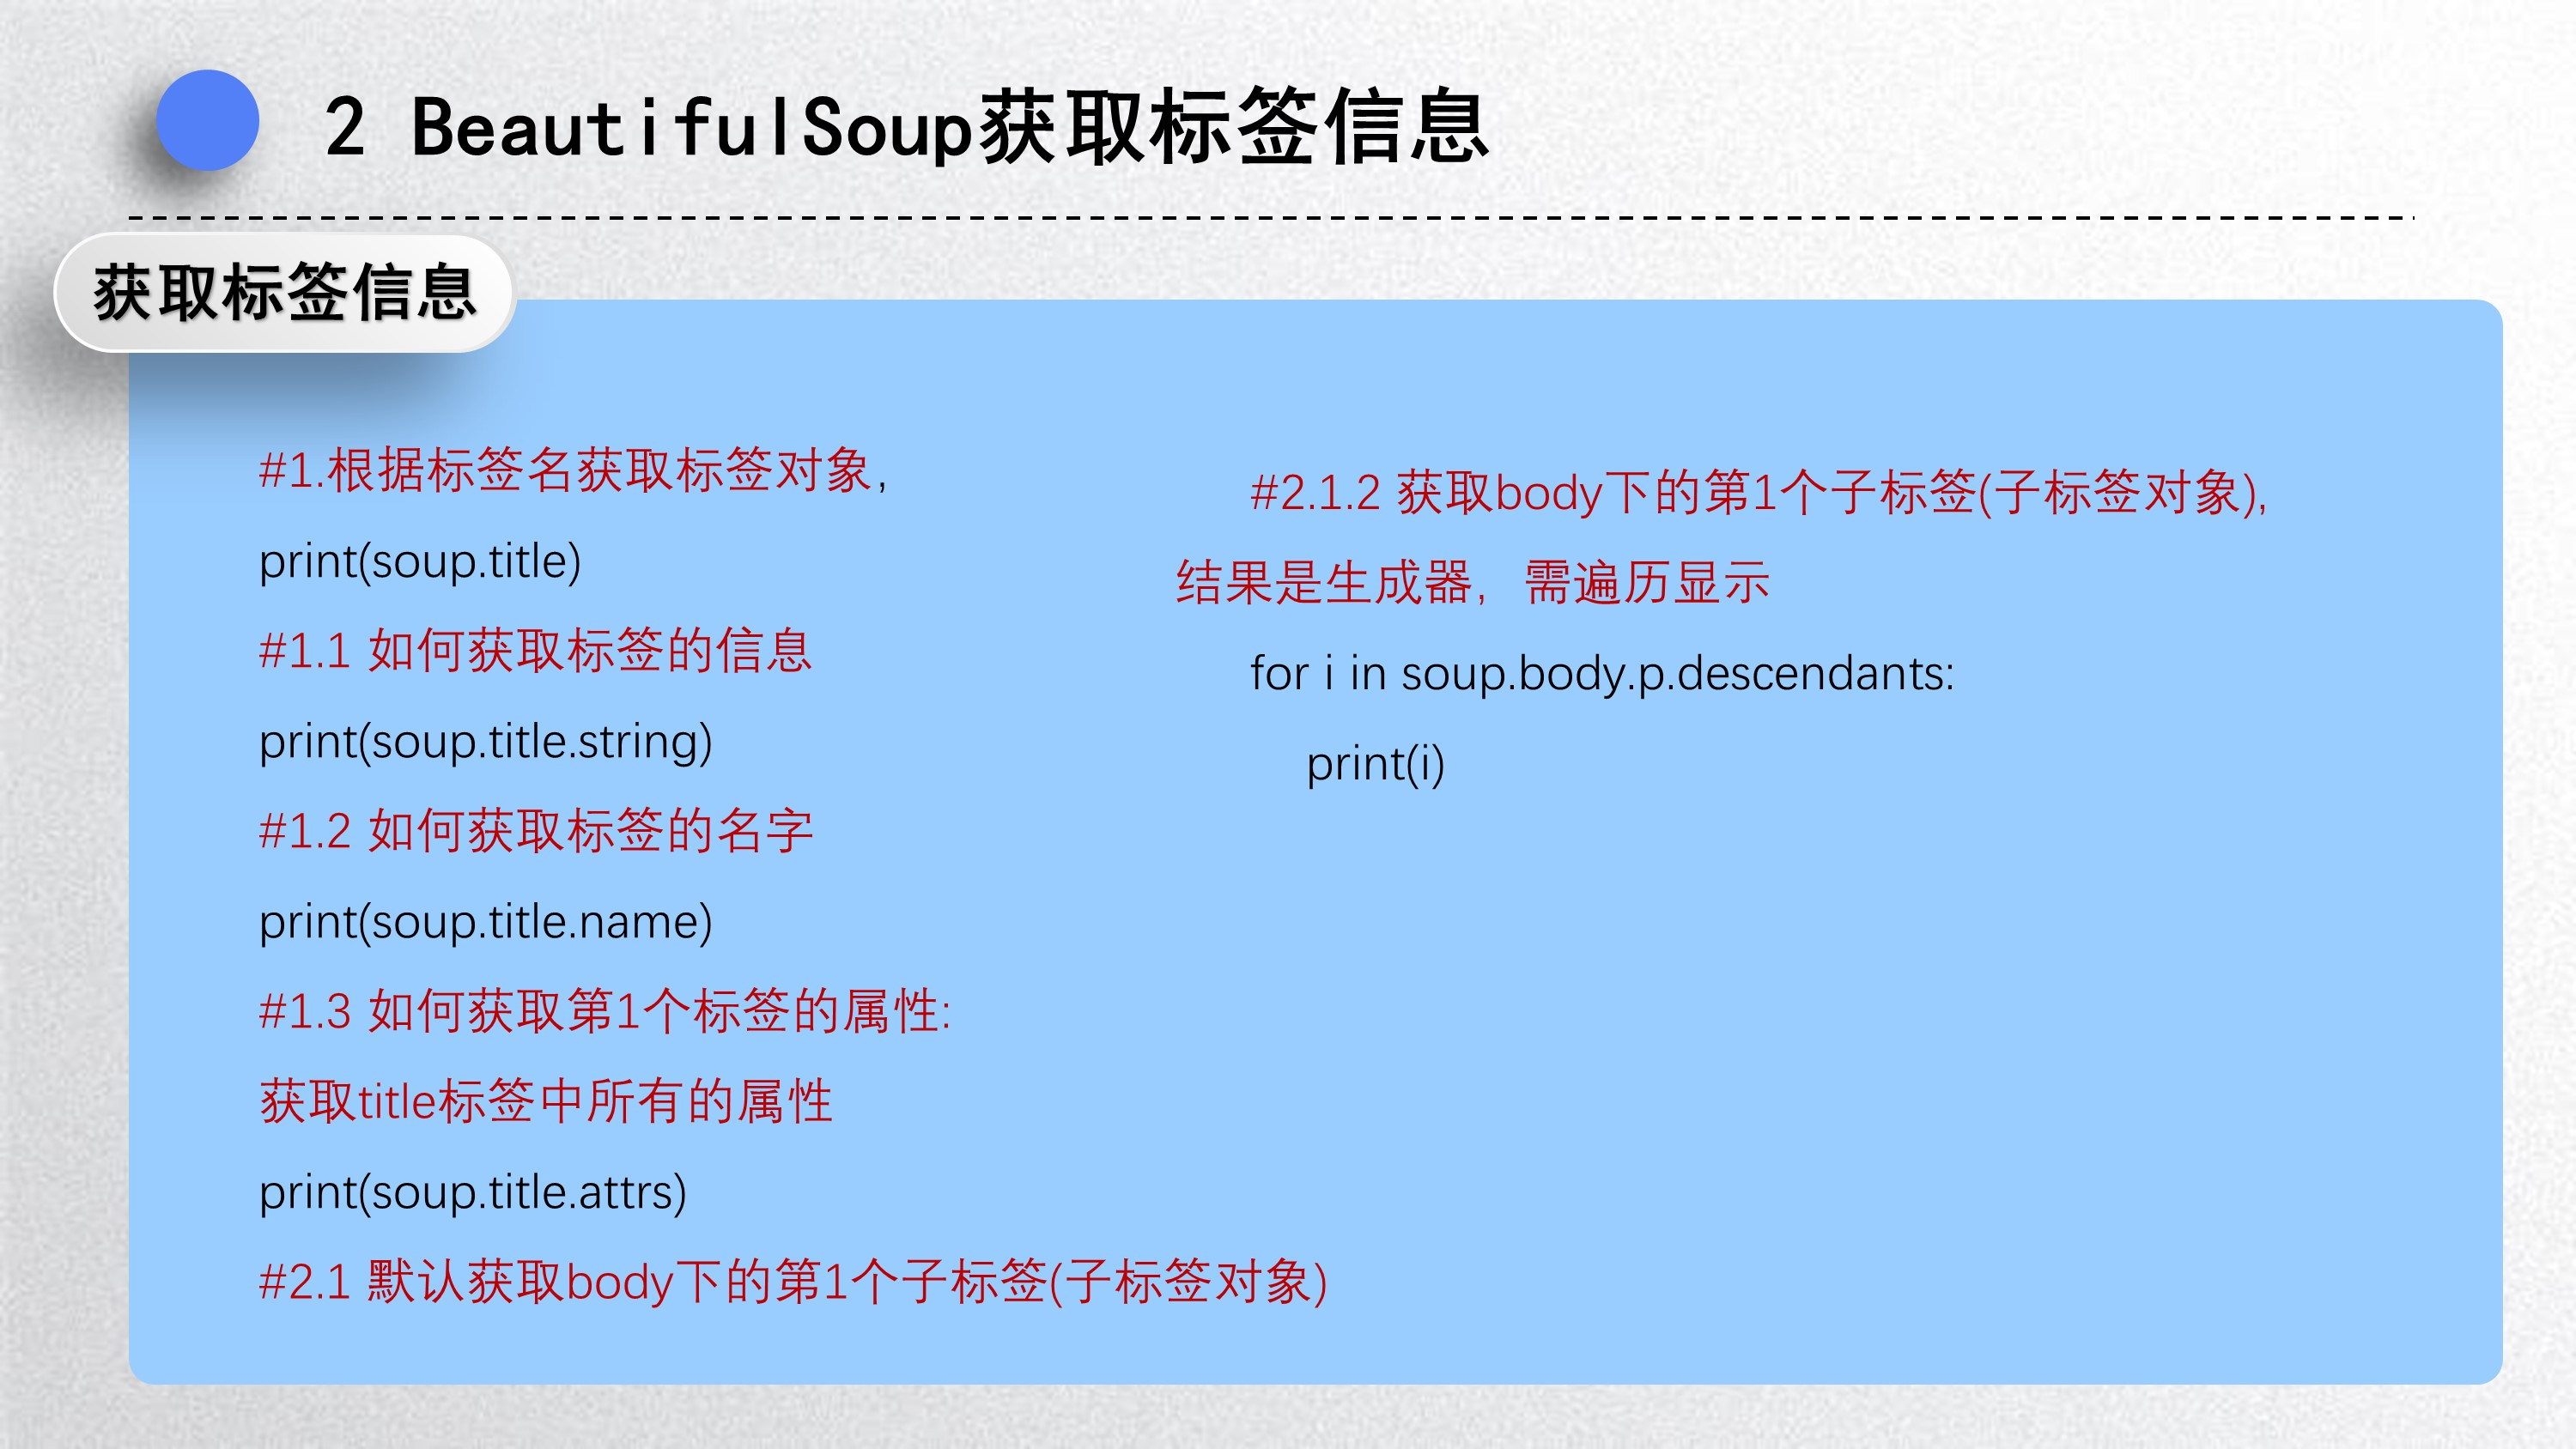 2 BeautifulSoup获取标签信息
获取标签信息
#1.根据标签名获取标签对象,
print(soup.title)
#1.1 如何获取标签的信息
print(soup.title.string)
#1.2 如何获取标签的名字
print(soup.title.name)
#1.3 如何获取第1个标签的属性:
获取title标签中所有的属性
print(soup.title.attrs)
#2.1 默认获取body下的第1个子标签(子标签对象)
#2.1.2 获取body下的第1个子标签(子标签对象),
结果是生成器，需遍历显示
for i in soup.body.p.descendants:
print(i)